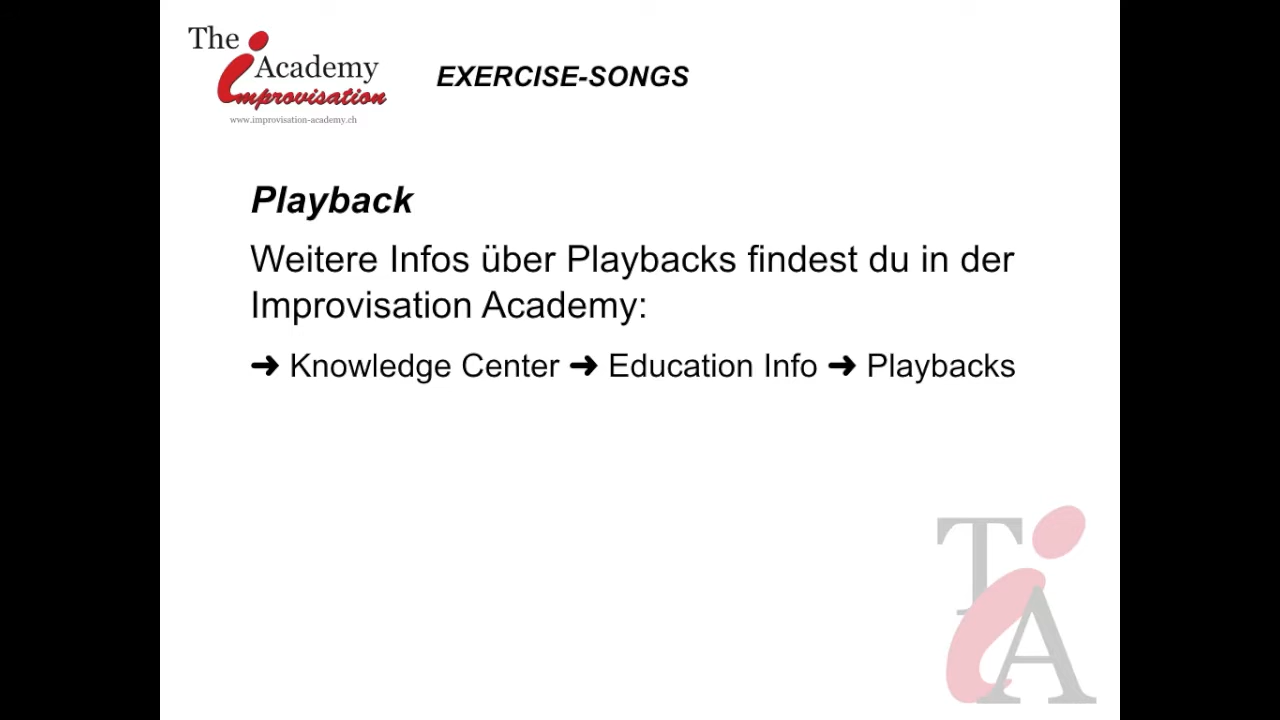 The
Academy
improvisation
www.improvisation-academy.ch
EXERCISE-SONGS
Playback
Weitere Infos über Playbacks findest du in der
Improvisation Academy:
➜ Knowledge Center ➜ Education Info ➜ Playbacks
TiA